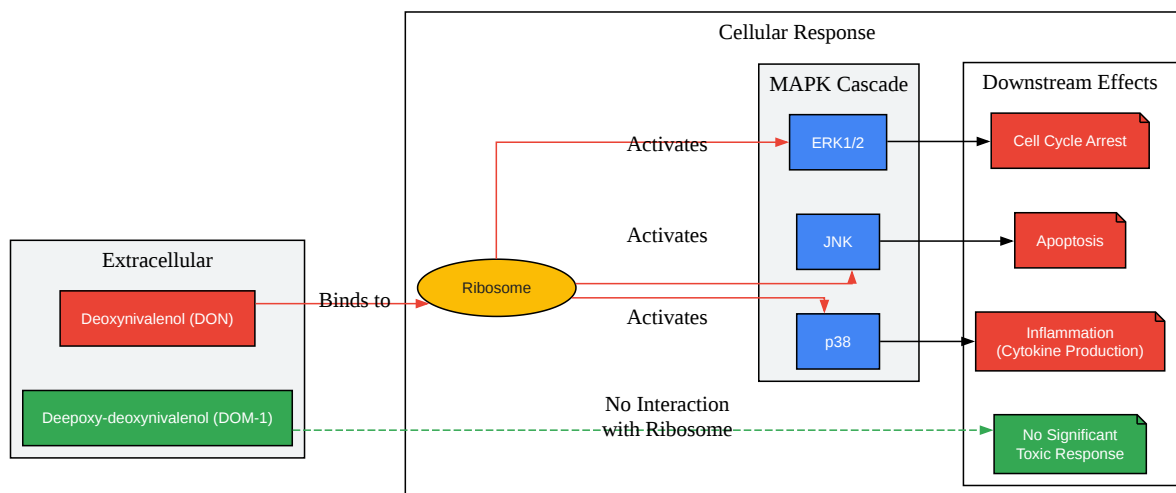 Cellular Response
MAPK Cascade
Downstream Effects
Activates
ERK1/2
Cell Cycle Arrest
Activates
JNK
Apoptosis
Extracellular
Deoxynivalenol (DON)
Binds to
Ribosome
Activates
p38
Inflammation
(Cytokine Production)
Deepoxy-deoxynivalenol (DOM-1)
No Interaction
with Ribosome
No Significant
Toxic Response